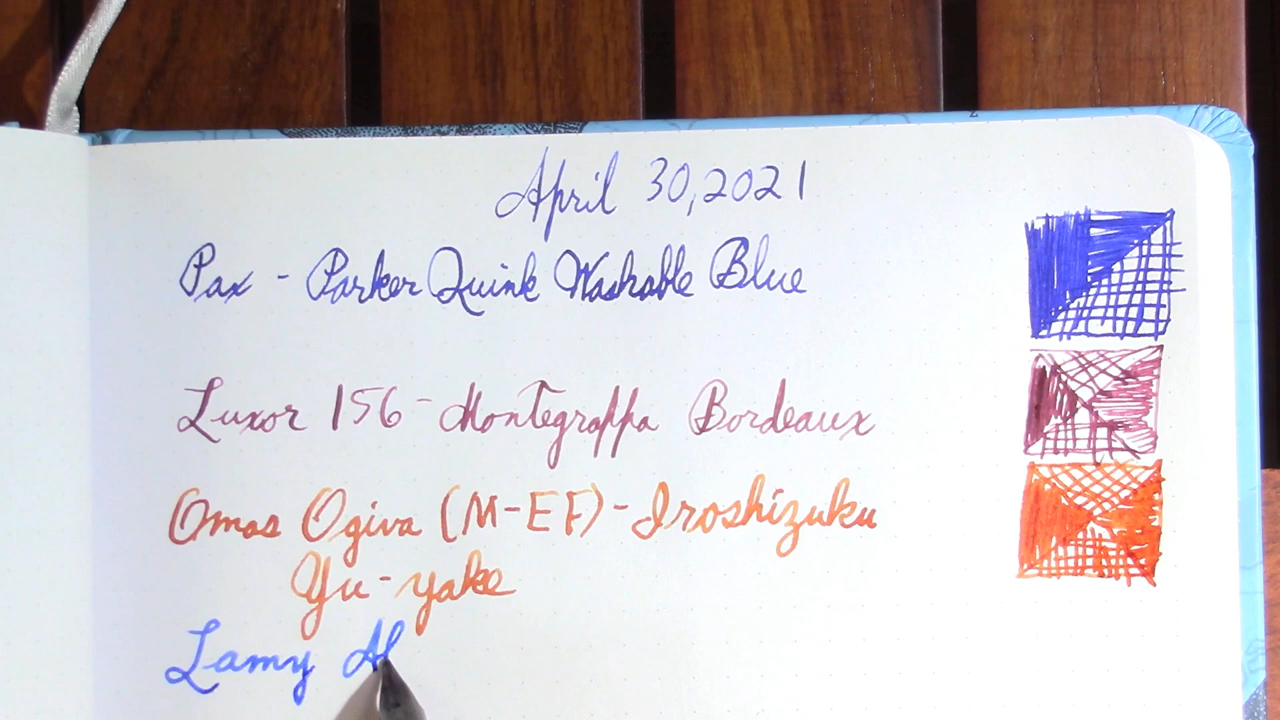 April 30, 2021
Pax - Parker Quink Washable Blue
Luxor 156 - Montegrappa Bordeaux
Omas Ogiva (M-EF) - Iroshizuku
Yu-yake
Lamy Al